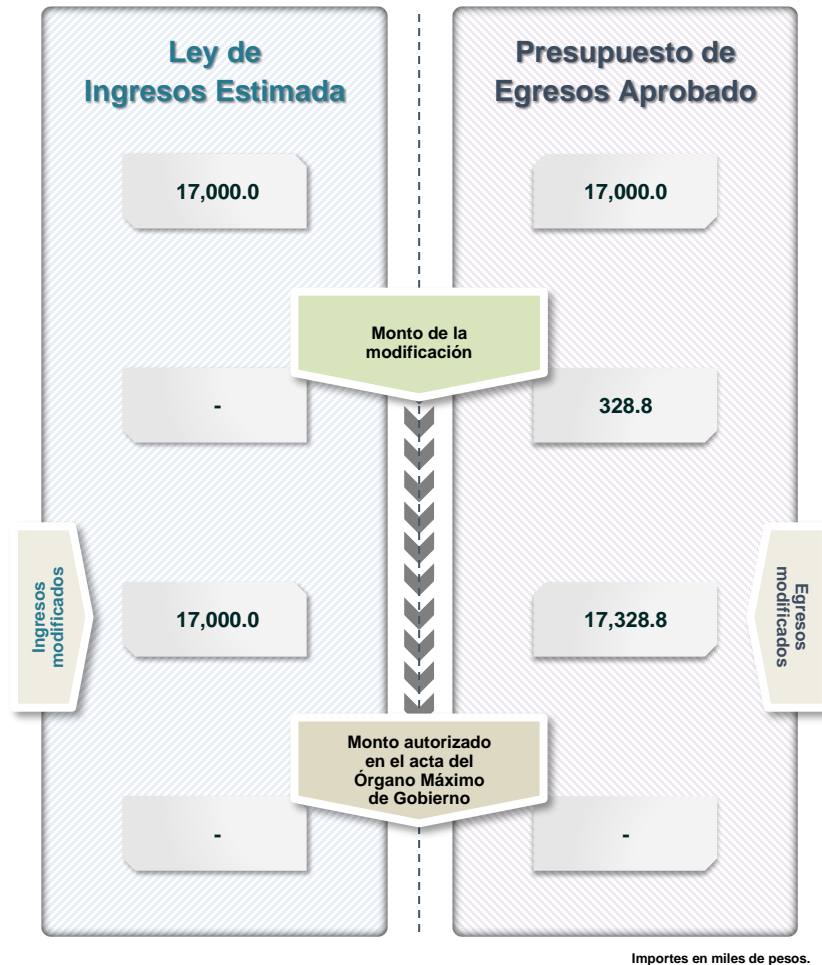 Ley de
Ingresos Estimada
Presupuesto de
Egresos Aprobado
17,000.0
17,000.0
Monto de la
modificación
-
328.8
Ingresos
modificados
17,000.0
17,328.8
Egresos
modificados
Monto autorizado
en el acta del
Órgano Máximo
de Gobierno
-
-
Importes en miles de pesos.